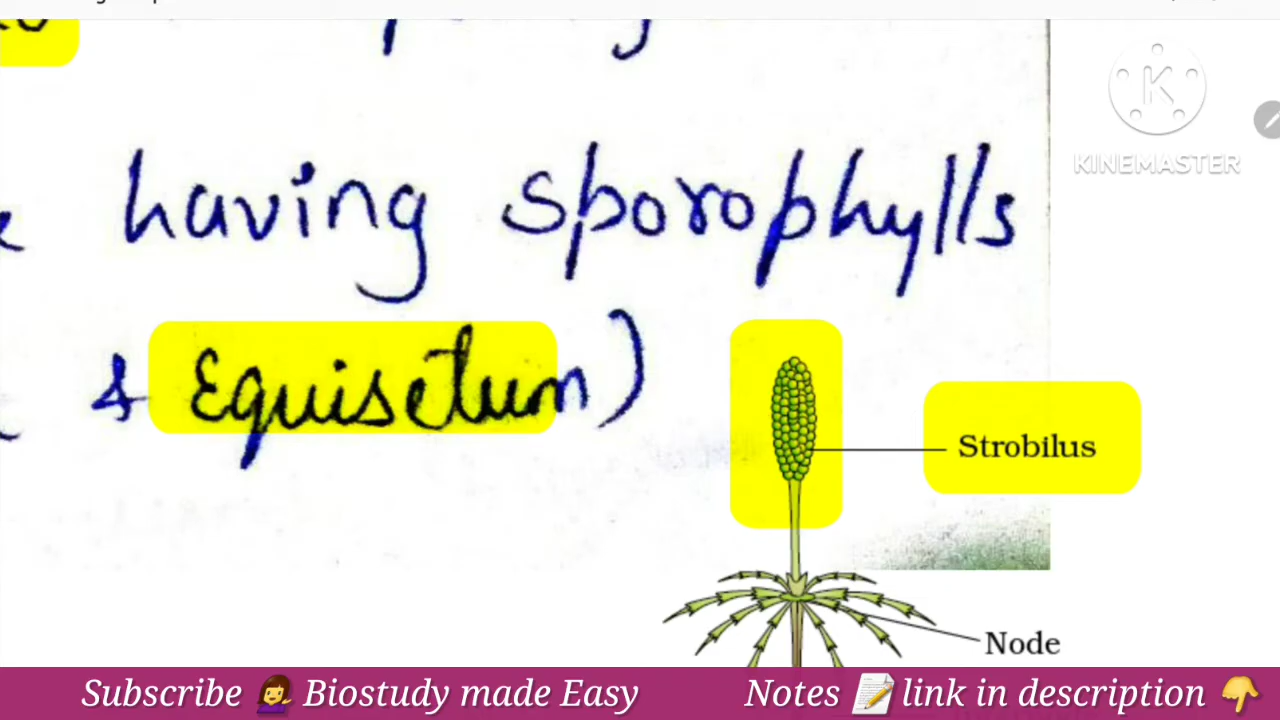 KINEMASTER
having sporophylls
& Equisetum)
Strobilus
Node
Subscribe 💁‍♀️ Biostudy made Easy Notes 📝 link in description 👇